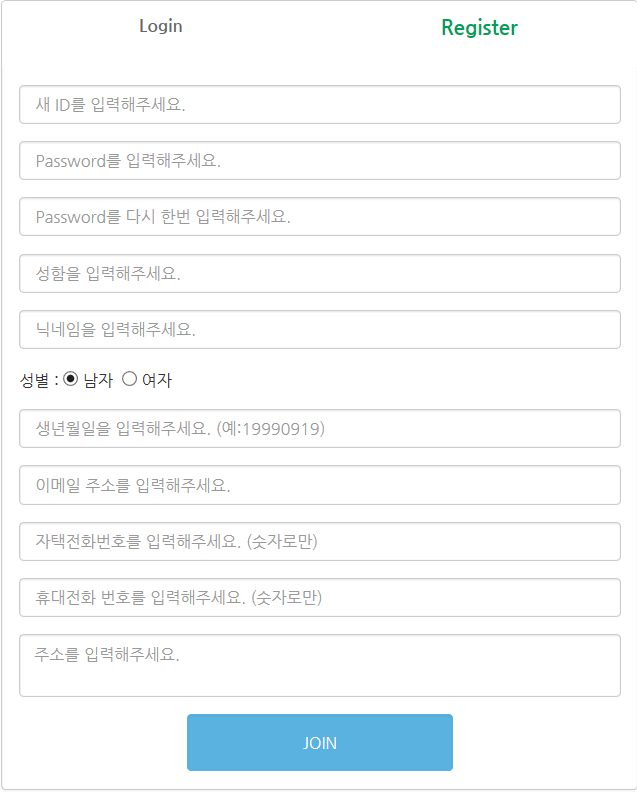 Login Register
새 ID를 입력해주세요.
Password를 입력해주세요.
Password를 다시 한번 입력해주세요.
성함을 입력해주세요.
닉네임을 입력해주세요.
성별 : 남자 여자
생년월일을 입력해주세요. (예:19990919)
이메일 주소를 입력해주세요.
자택전화번호를 입력해주세요. (숫자로만)
휴대전화 번호를 입력해주세요. (숫자로만)
주소를 입력해주세요.
JOIN